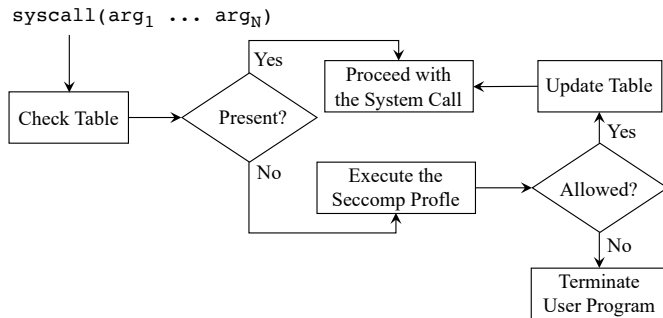 syscall(arg1 ... argN)
Yes
Check Table
Present?
Proceed with
the System Call
Update Table
Yes
No
Execute the
Seccomp Profle
Allowed?
No
Terminate
User Program